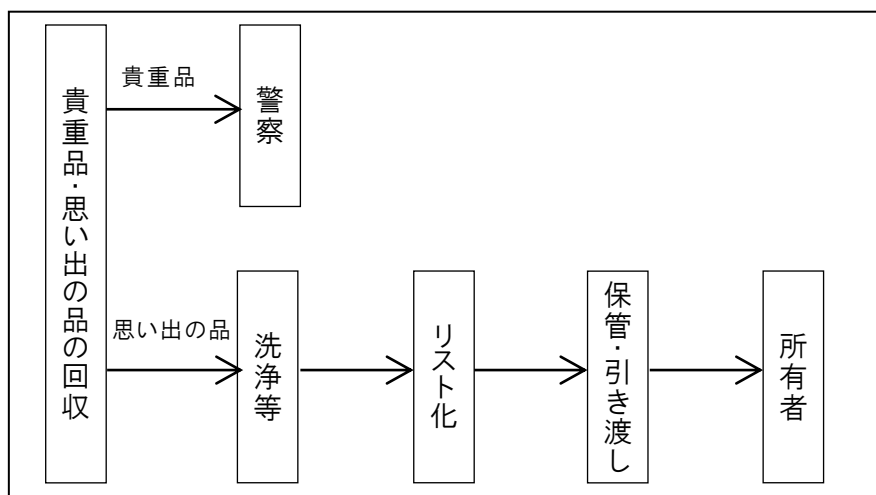 貴重品・思い出の品の回収
貴重品
警察
思い出の品
洗浄等
リスト化
保管・引き渡し
所有者